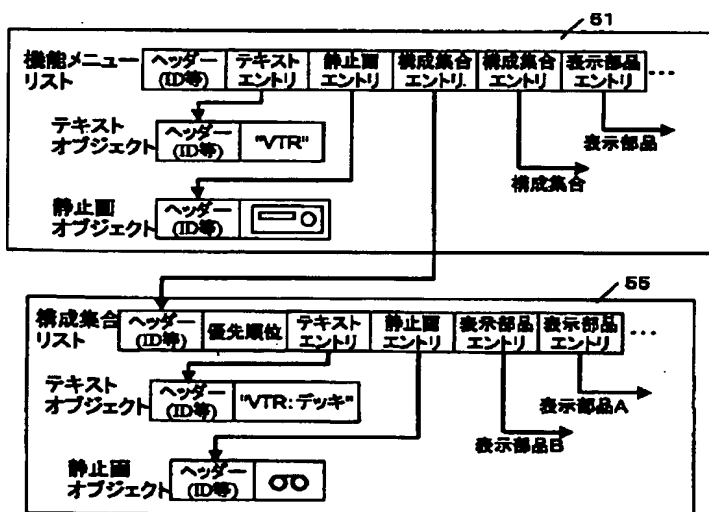 51
機能メニュー
リスト
ヘッダー
(ID等)
テキスト
エントリ
静止画
エントリ
構成集合
エントリ.
構成集合
エントリ
表示部品
エントリ
・・・
テキスト
オブジェクト
ヘッダー
(ID等)
"VTR"
表示部品
構成集合
静止画
オブジェクト
ヘッダー
(ID等)
55
構成集合
リスト
ヘッダー
(ID等)
優先順位
テキスト
エントリ
静止画
エントリ
表示部品
エントリ
表示部品
エントリ
・・・
テキスト
オブジェクト
ヘッダー
(ID等)
"VTR:デッキ"
表示部品A
表示部品B
静止画
オブジェクト
ヘッダー
(ID等)